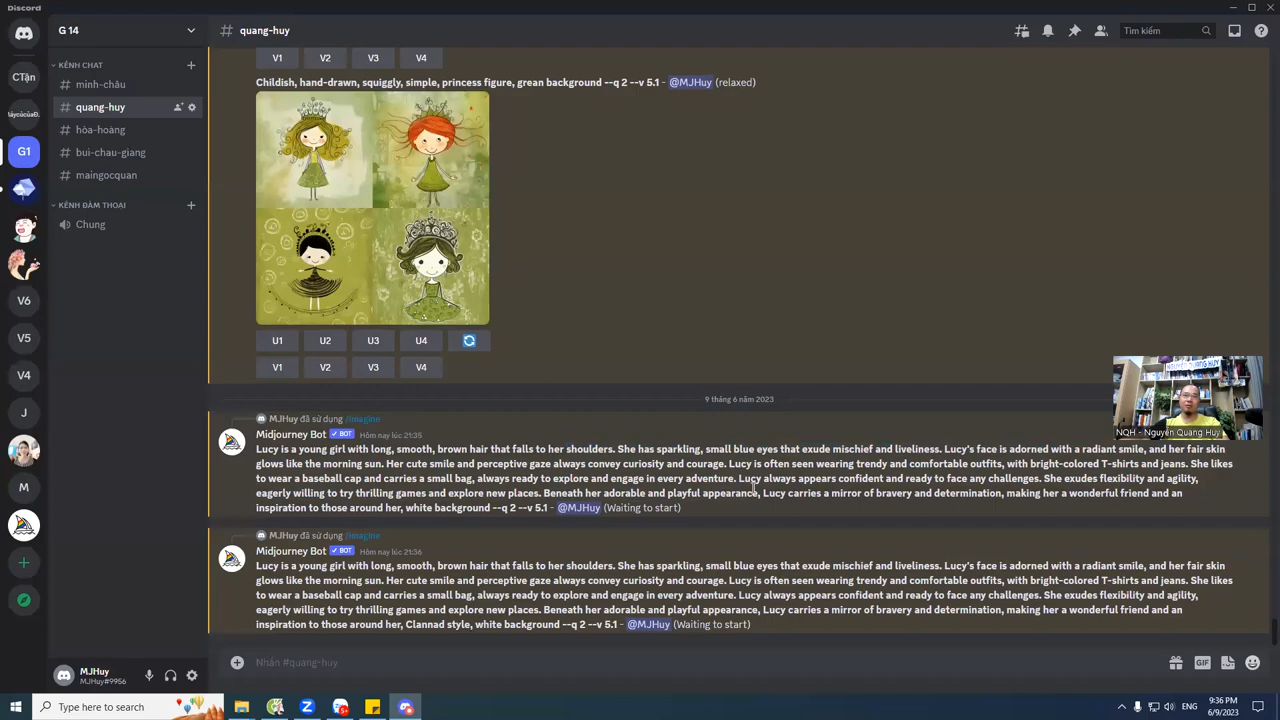 Discord
G 14
# quang-huy
Tìm kiếm
KÊNH CHAT
# minh-châu
# quang-huy
# hòa-hoàng
# bui-chau-giang
# maingocquan
KÊNH ĐÀM THOẠI
Chung
CTận
G1
V6
V5
V4
J
M
V1 V2 V3 V4
Childish, hand-drawn, squiggly, simple, princess figure, grean background --q 2 --v 5.1 - @MJHuy (relaxed)
U1 U2 U3 U4
V1 V2 V3 V4
9 tháng 6 năm 2023
MJHuy đã sử dụng /imagine
Midjourney Bot ✓ BOT Hôm nay lúc 21:35
Lucy is a young girl with long, smooth, brown hair that falls to her shoulders. She has sparkling, small blue eyes that exude mischief and liveliness. Lucy's face is adorned with a radiant smile, and her fair skin
glows like the morning sun. Her cute smile and perceptive gaze always convey curiosity and courage. Lucy is often seen wearing trendy and comfortable outfits, with bright-colored T-shirts and jeans. She likes
to wear a baseball cap and carries a small bag, always ready to explore and engage in every adventure. Lucy always appears confident and ready to face any challenges. She exudes flexibility and agility,
eagerly willing to try thrilling games and explore new places. Beneath her adorable and playful appearance, Lucy carries a mirror of bravery and determination, making her a wonderful friend and an
inspiration to those around her, white background --q 2 --v 5.1 - @MJHuy (Waiting to start)
MJHuy đã sử dụng /imagine
Midjourney Bot ✓ BOT Hôm nay lúc 21:36
Lucy is a young girl with long, smooth, brown hair that falls to her shoulders. She has sparkling, small blue eyes that exude mischief and liveliness. Lucy's face is adorned with a radiant smile, and her fair skin
glows like the morning sun. Her cute smile and perceptive gaze always convey curiosity and courage. Lucy is often seen wearing trendy and comfortable outfits, with bright-colored T-shirts and jeans. She likes
to wear a baseball cap and carries a small bag, always ready to explore and engage in every adventure. Lucy always appears confident and ready to face any challenges. She exudes flexibility and agility,
eagerly willing to try thrilling games and explore new places. Beneath her adorable and playful appearance, Lucy carries a mirror of bravery and determination, making her a wonderful friend and an
inspiration to those around her, Clannad style, white background --q 2 --v 5.1 - @MJHuy (Waiting to start)
NGUYỄN QUANG HUY
NQH - Nguyễn Quang Huy
MJHuy
MJHuy#9956
Nhắn #quang-huy
GIF
Type here to search
ENG
9:36 PM
6/9/2023